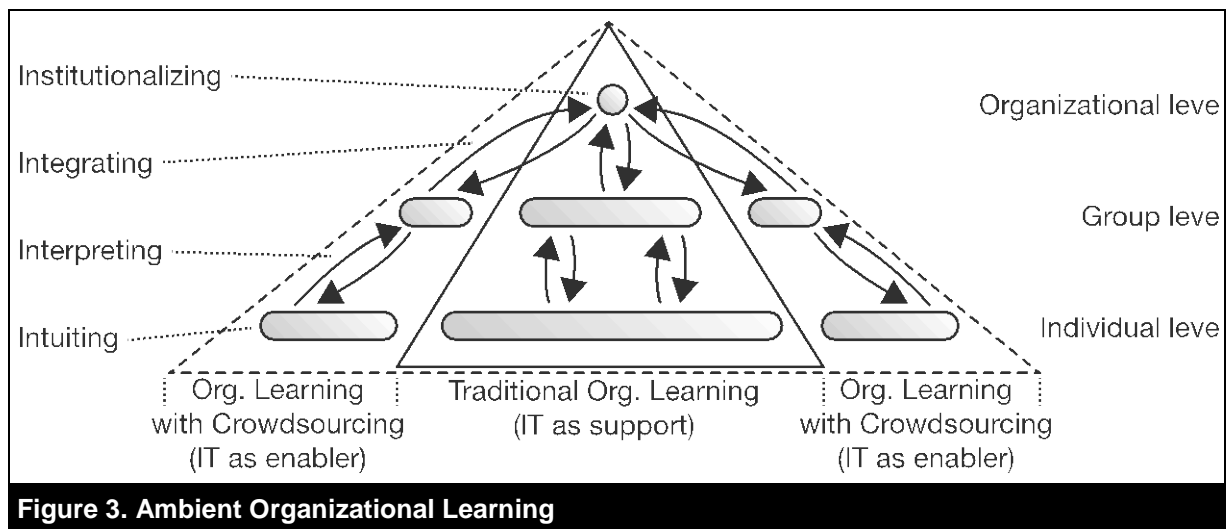 Institutionalizing
Organizational leve
Integrating
Group leve
Interpreting
Intuiting
Individual leve
Org. Learning
with Crowdsourcing
(IT as enabler)
Traditional Org. Learning
(IT as support)
Org. Learning
with Crowdsourcing
(IT as enabler)
Figure 3. Ambient Organizational Learning